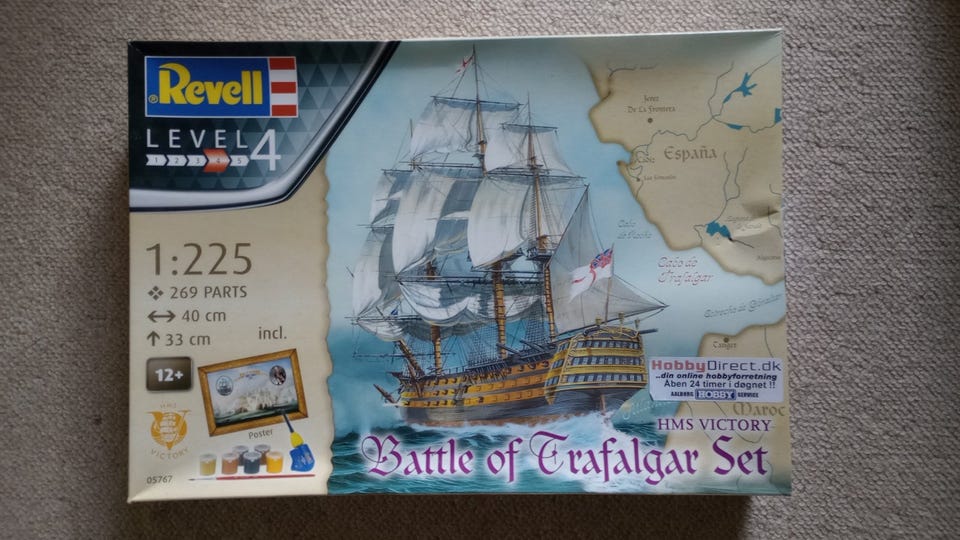 ®Revell
LEVEL 4
1 2 3 4 5
1:225
269 PARTS
40 cm
33 cm
incl.
12+
Poster
HMS
VICTORY
05767
Jerez
De La Frontera
España
Cádiz
Cabo de
Trafalgar
Estrecho de Gibraltar
Tanger
HobbyDirect.dk
..din online hobbyforretning
Åben 24 timer i døgnet !!
AALBORG HOBBY SERVICE
Maroc
HMS VICTORY
Battle of Trafalgar Set